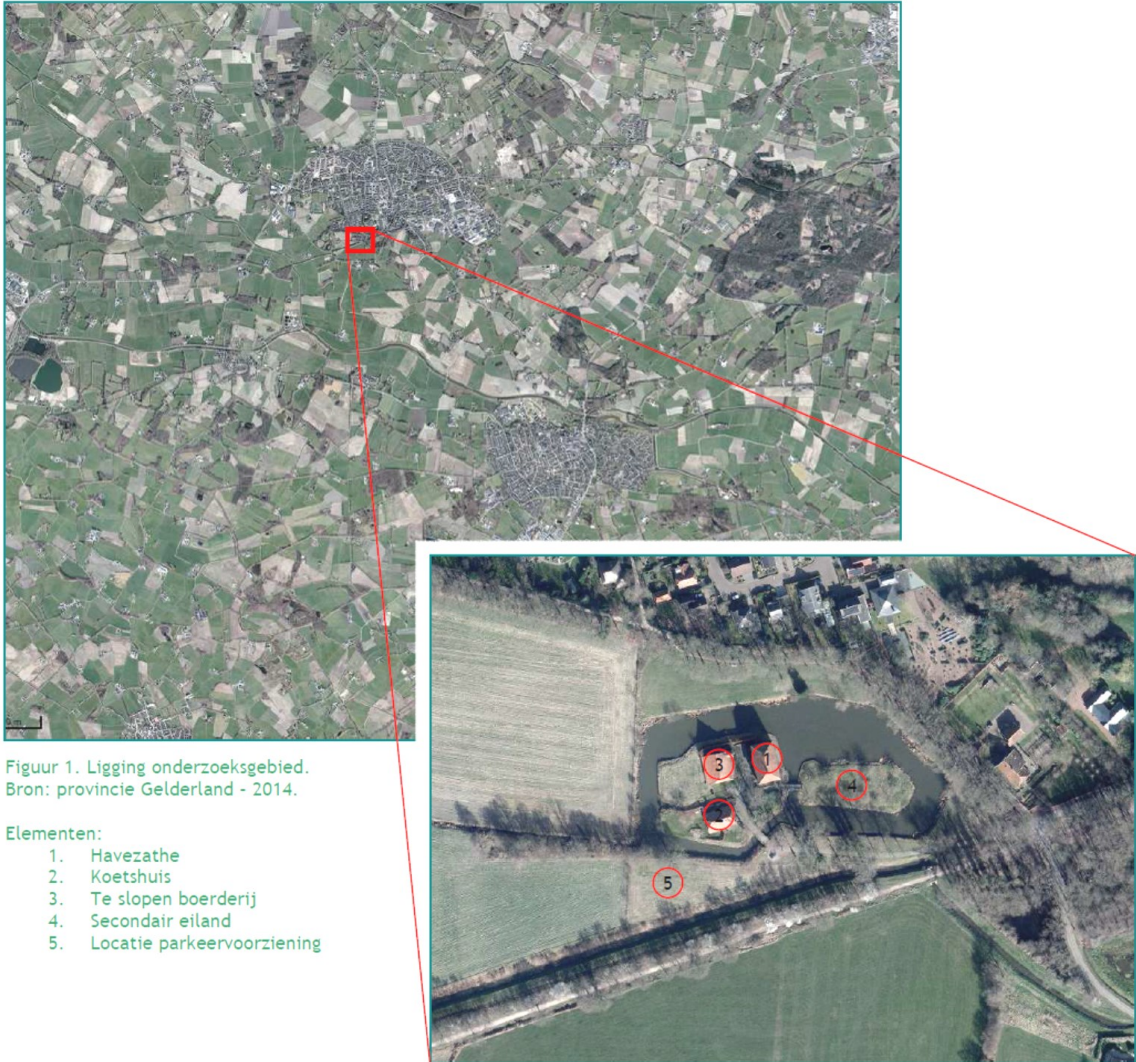 0 m
Figuur 1. Ligging onderzoeksgebied.
Bron: provincie Gelderland - 2014.
Elementen:
1. Havezathe
2. Koetshuis
3. Te slopen boerderij
4. Secondair eiland
5. Locatie parkeervoorziening
3
1
4
5